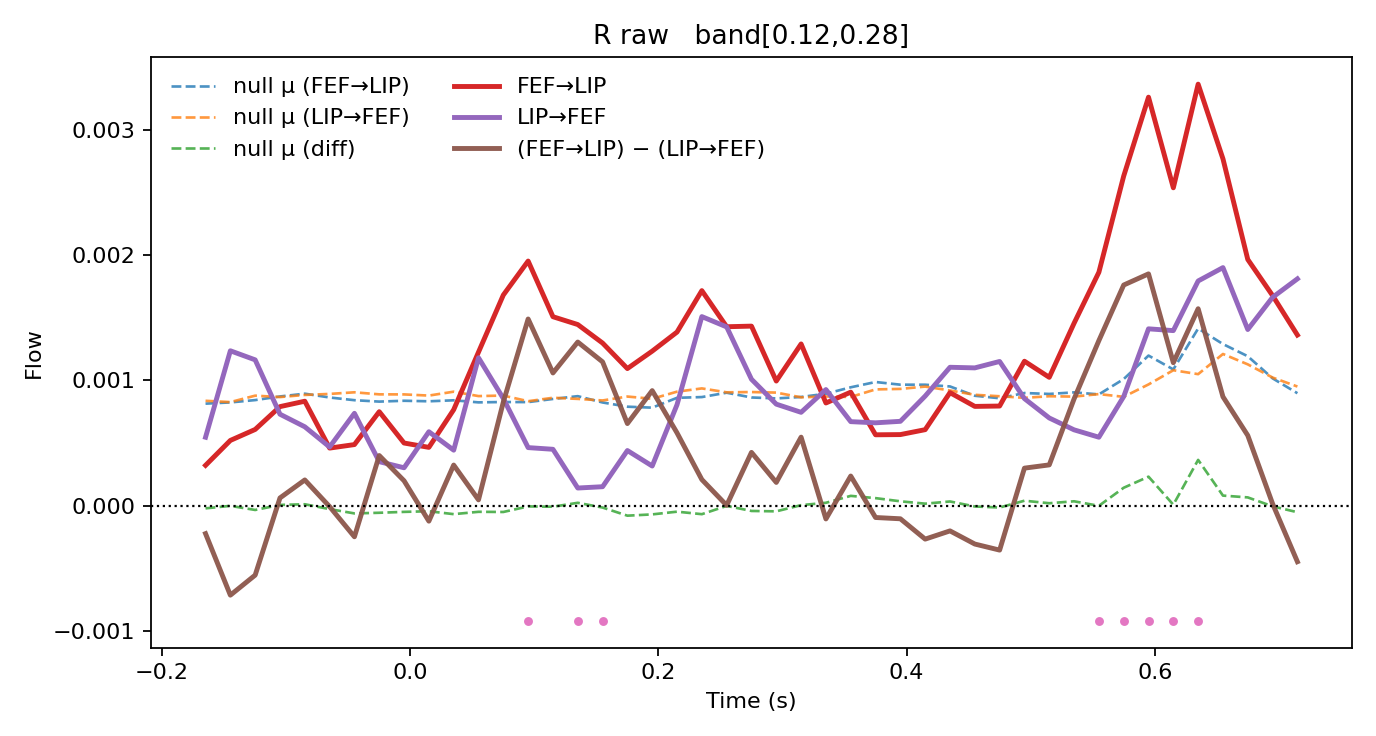 R raw   band[0.12,0.28]
null μ (FEF→LIP)
null μ (LIP→FEF)
null μ (diff)
FEF→LIP
LIP→FEF
(FEF→LIP) − (LIP→FEF)
Flow
0.003
0.002
0.001
0.000
−0.001
−0.2
0.0
0.2
0.4
0.6
Time (s)